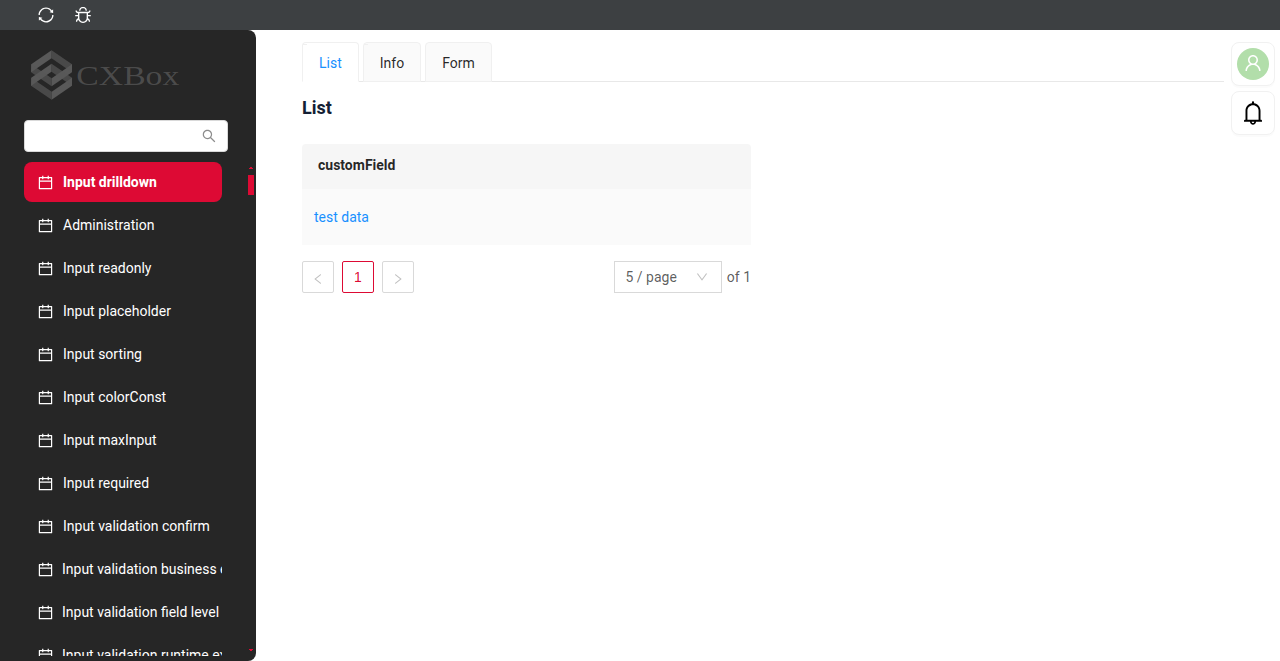 CXBox
Input drilldown
Administration
Input readonly
Input placeholder
Input sorting
Input colorConst
Input maxInput
Input required
Input validation confirm
Input validation business
Input validation field level
Input validation runtime
List Info Form
List
customField
test data
< 1 > 5 / page of 1